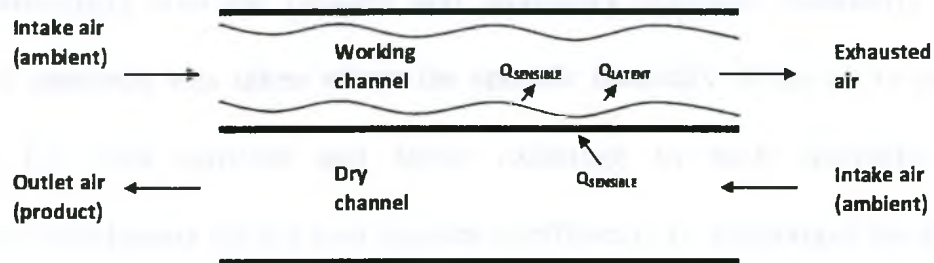 Intake air
(ambient)
Working
channel
QSENSIBLE
QLATENT
Exhausted
air
Outlet air
(product)
Dry
channel
QSENSIBLE
Intake air
(ambient)